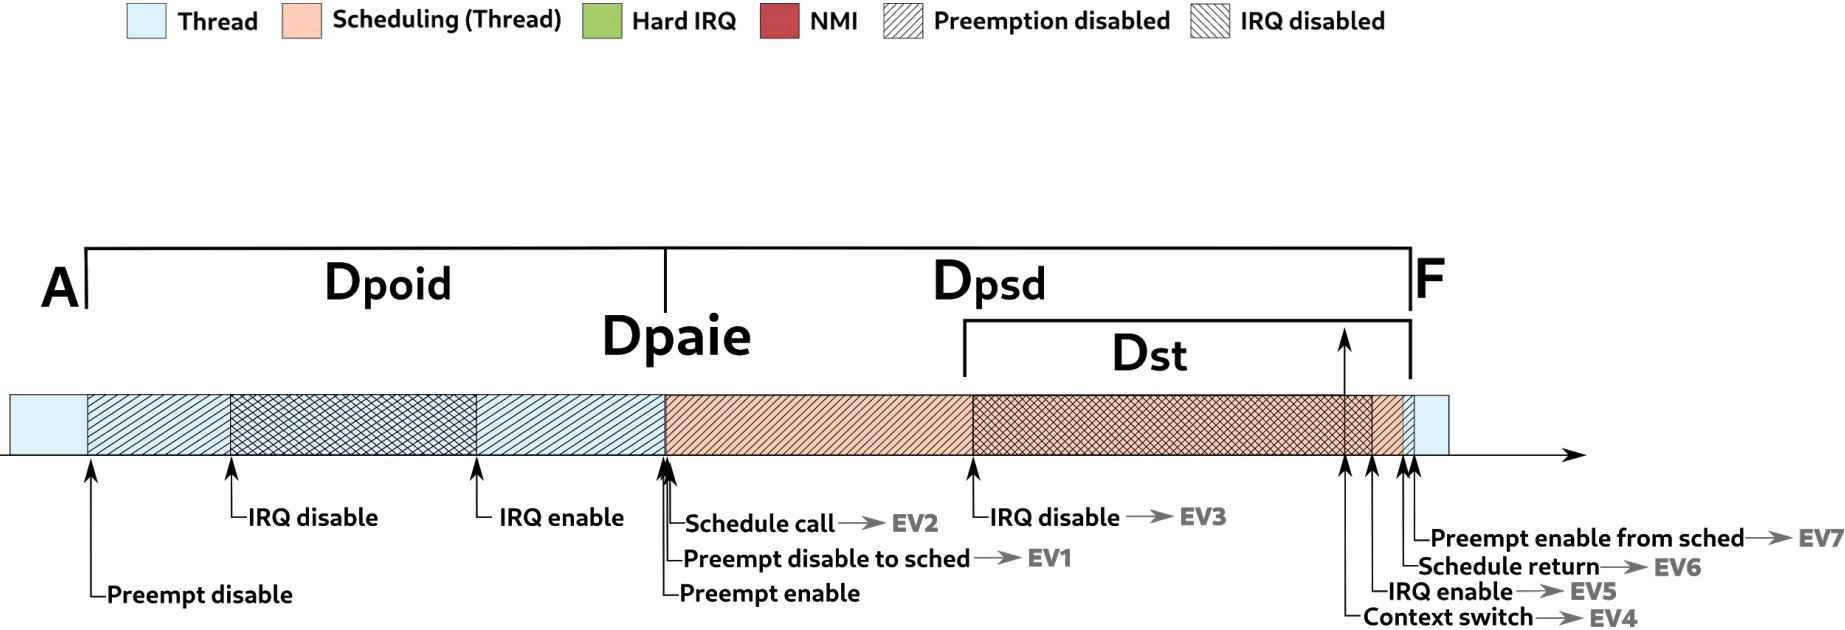 Thread Scheduling (Thread) Hard IRQ NMI Preemption disabled IRQ disabled
A Dpoid Dpsd F
Dpaie Dst
IRQ disable IRQ enable Schedule call EV2 IRQ disable EV3
Preempt enable from sched EV7
Preempt disable to sched EV1 Schedule return EV6
Preempt disable Preempt enable IRQ enable EV5
Context switch EV4